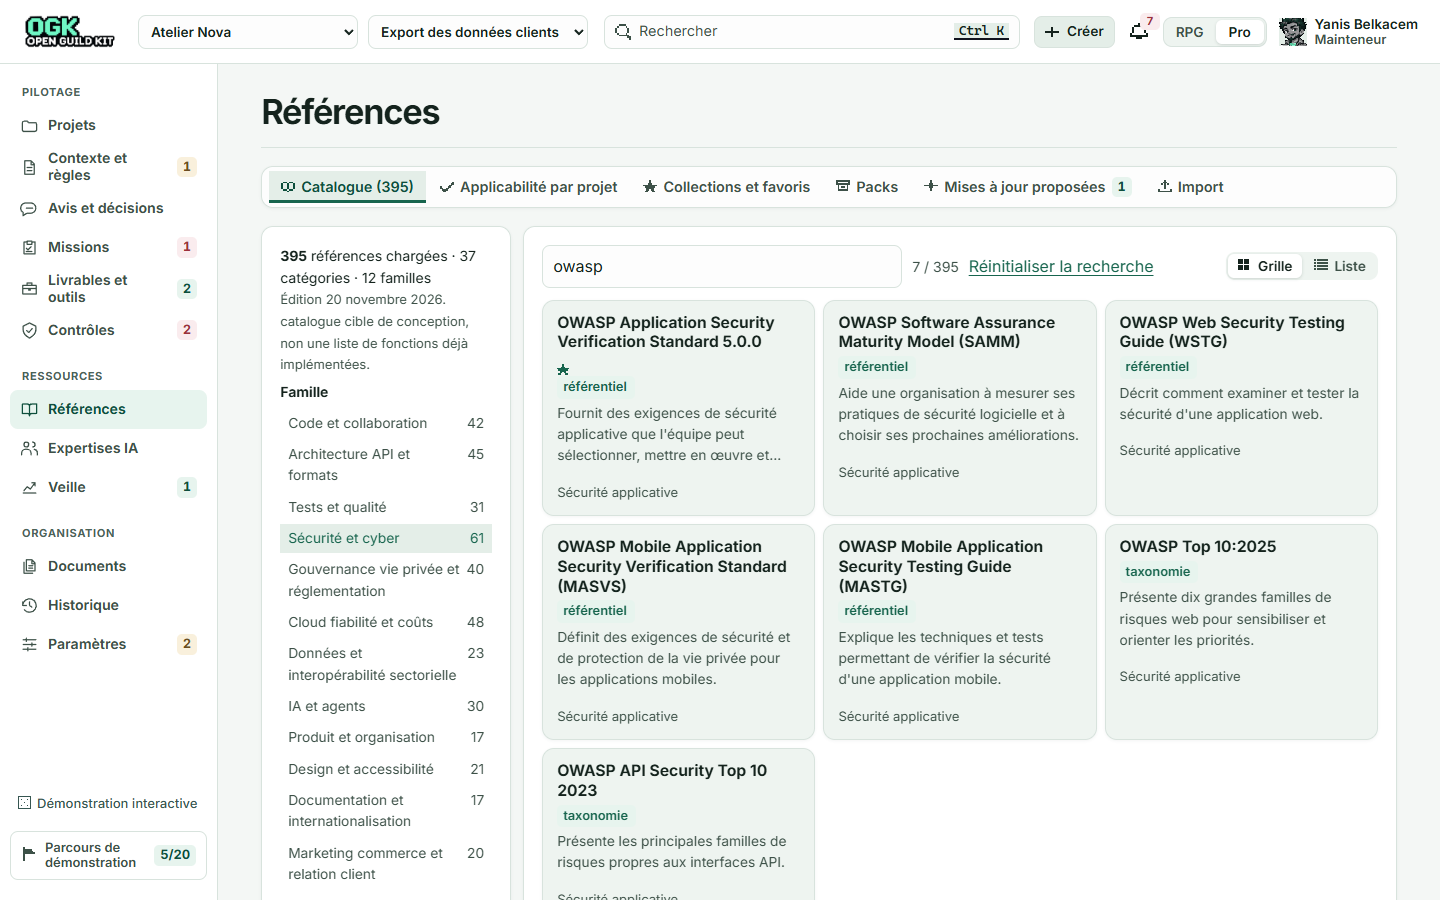 OGK
OPEN GUILD KIT
Atelier Nova
Export des données clients
Rechercher
Ctrl K
Créer
7
RPG
Pro
Yanis Belkacem
Mainteneur
PILOTAGE
Projets
Contexte et
règles
1
Avis et décisions
Missions
1
Livrables et
outils
2
Contrôles
2
RESSOURCES
Références
Expertises IA
Veille
1
ORGANISATION
Documents
Historique
Paramètres
2
Démonstration interactive
Parcours de
démonstration
5/20
Références
Catalogue (395)
Applicabilité par projet
Collections et favoris
Packs
Mises à jour proposées 1
Import
395 références chargées · 37
catégories · 12 familles
Édition 20 novembre 2026.
catalogue cible de conception,
non une liste de fonctions déjà
implémentées.
Famille
Code et collaboration 42
Architecture API et 45
formats
Tests et qualité 31
Sécurité et cyber 61
Gouvernance vie privée et 40
réglementation
Cloud fiabilité et coûts 48
Données et 23
interopérabilité sectorielle
IA et agents 30
Produit et organisation 17
Design et accessibilité 21
Documentation et 17
internationalisation
Marketing commerce et 20
relation client
owasp
7 / 395 Réinitialiser la recherche
Grille
Liste
OWASP Application Security
Verification Standard 5.0.0
référentiel
Fournit des exigences de sécurité
applicative que l'équipe peut
sélectionner, mettre en œuvre et...
Sécurité applicative
OWASP Software Assurance
Maturity Model (SAMM)
référentiel
Aide une organisation à mesurer ses
pratiques de sécurité logicielle et à
choisir ses prochaines améliorations.
Sécurité applicative
OWASP Web Security Testing
Guide (WSTG)
référentiel
Décrit comment examiner et tester la
sécurité d'une application web.
Sécurité applicative
OWASP Mobile Application
Security Verification Standard
(MASVS)
référentiel
Définit des exigences de sécurité et
de protection de la vie privée pour
les applications mobiles.
Sécurité applicative
OWASP Mobile Application
Security Testing Guide
(MASTG)
référentiel
Explique les techniques et tests
permettant de vérifier la sécurité
d'une application mobile.
Sécurité applicative
OWASP Top 10:2025
taxonomie
Présente dix grandes familles de
risques web pour sensibiliser et
orienter les priorités.
Sécurité applicative
OWASP API Security Top 10
2023
taxonomie
Présente les principales familles de
risques propres aux interfaces API.
Sécurité applicative